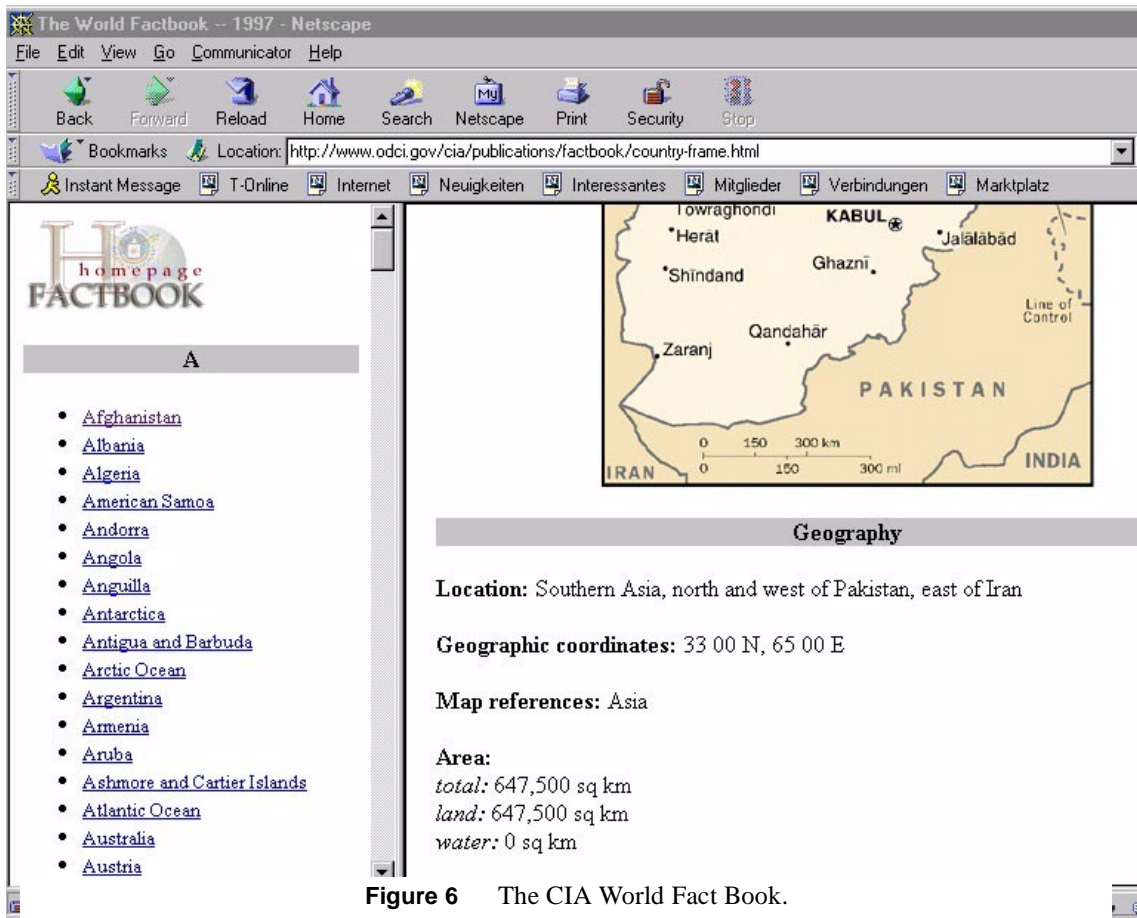 The World Factbook -- 1997 - Netscape
File Edit View Go Communicator Help
My
Back Forward Reload Home Search Netscape Print Security Stop
Bookmarks Location: http://www.odci.gov/cia/publications/factbook/country-frame.html
Instant Message T-Online Internet Neuigkeiten Interessantes Mitglieder Verbindungen Marktplatz
H
homepage
FACTBOOK
A
• Afghanistan
• Albania
• Algeria
• American Samoa
• Andorra
• Angola
• Anguilla
• Antarctica
• Antigua and Barbuda
• Arctic Ocean
• Argentina
• Armenia
• Aruba
• Ashmore and Cartier Islands
• Atlantic Ocean
• Australia
• Austria
Towraghondi
KABUL
Herāt
Jalālābād
Ghaznī
Shīndand
Line of
Control
Qandahār
Zaranj
PAKISTAN
0 150 300 km
0 150 300 mi
IRAN
INDIA
Geography
Location: Southern Asia, north and west of Pakistan, east of Iran
Geographic coordinates: 33 00 N, 65 00 E
Map references: Asia
Area:
total: 647,500 sq km
land: 647,500 sq km
water: 0 sq km
Figure 6 The CIA World Fact Book.